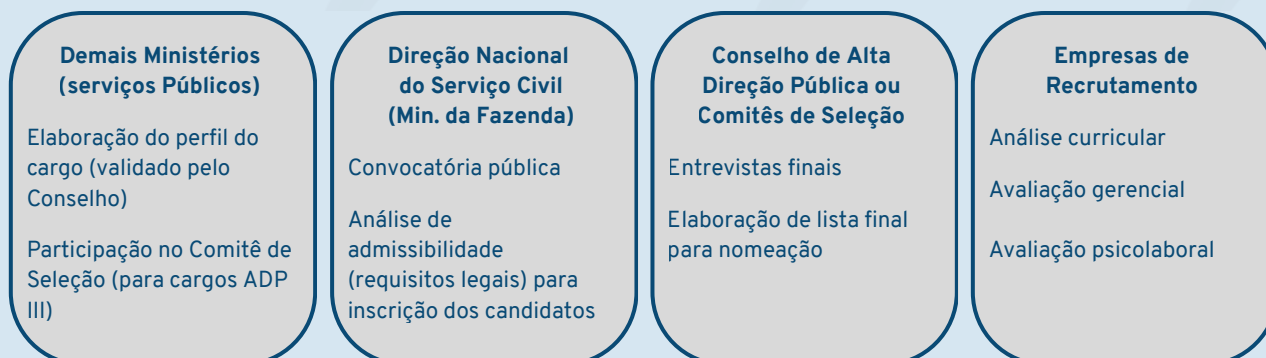 Demais Ministérios
(serviços Públicos)
Elaboração do perfil do
cargo (validado pelo
Conselho)
Participação no Comitê de
Seleção (para cargos ADP
III)
Direção Nacional
do Serviço Civil
(Min. da Fazenda)
Convocatória pública
Análise de
admissibilidade
(requisitos legais) para
inscrição dos candidatos
Conselho de Alta
Direção Pública ou
Comitês de Seleção
Entrevistas finais
Elaboração de lista final
para nomeação
Empresas de
Recrutamento
Análise curricular
Avaliação gerencial
Avaliação psicolaboral